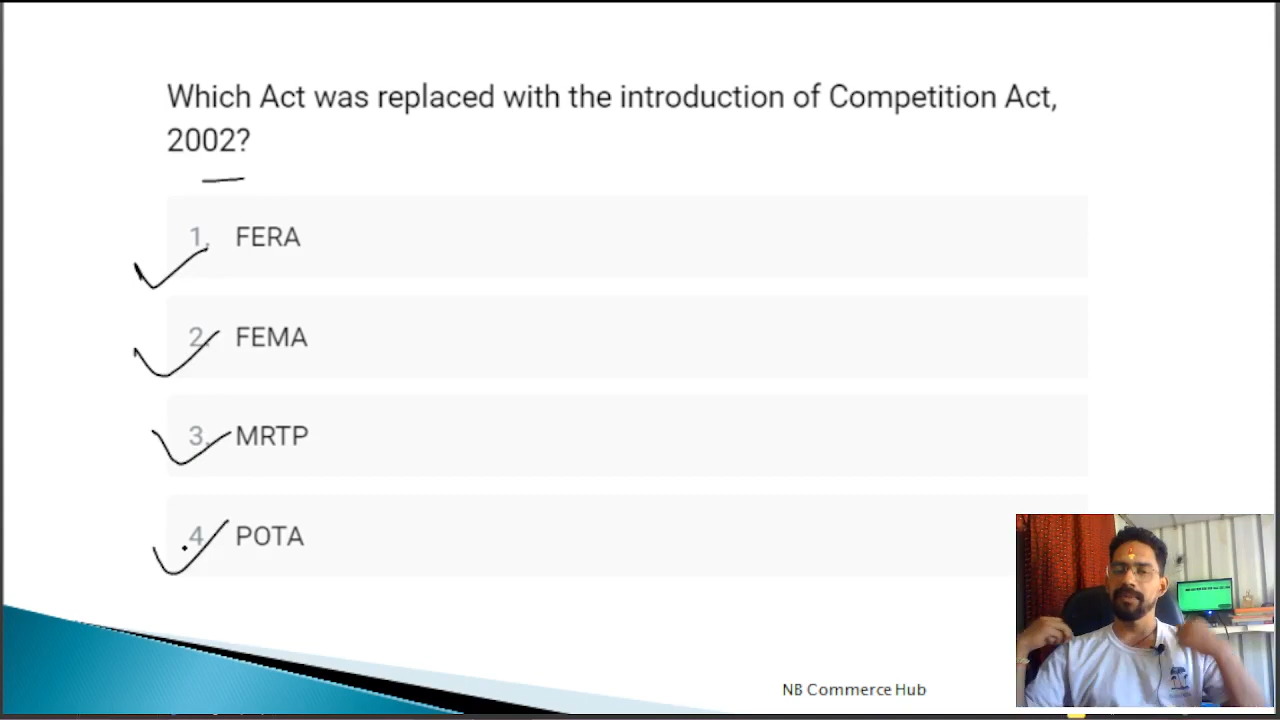 Which Act was replaced with the introduction of Competition Act,
2002?
1. FERA
2. FEMA
3. MRTP
4. POTA
NB Commerce Hub